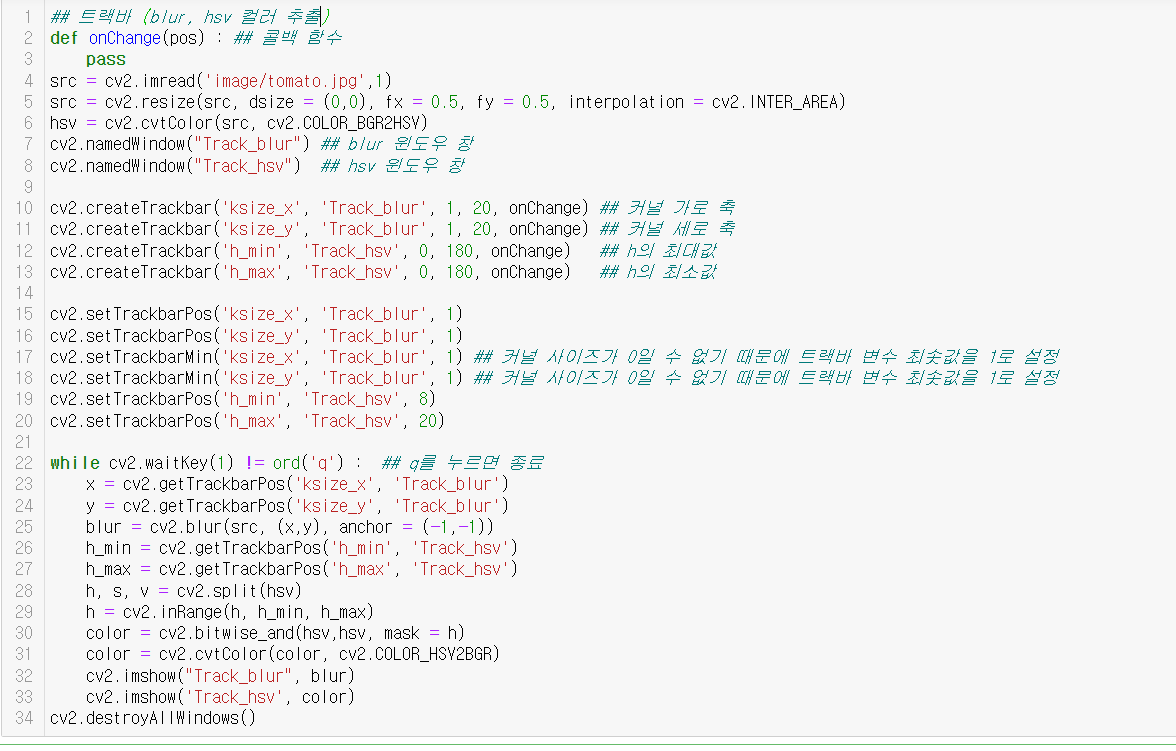 1 ## 트랙바 (blur, hsv 컬러 추출)
2 def onChange(pos) : ## 콜백 함수
3     pass
4 src = cv2.imread('image/tomato.jpg',1)
5 src = cv2.resize(src, dsize = (0,0), fx = 0.5, fy = 0.5, interpolation = cv2.INTER_AREA)
6 hsv = cv2.cvtColor(src, cv2.COLOR_BGR2HSV)
7 cv2.namedWindow("Track_blur") ## blur 윈도우 창
8 cv2.namedWindow("Track_hsv")  ## hsv 윈도우 창
9
10 cv2.createTrackbar('ksize_x', 'Track_blur', 1, 20, onChange) ## 커널 가로 축
11 cv2.createTrackbar('ksize_y', 'Track_blur', 1, 20, onChange) ## 커널 세로 축
12 cv2.createTrackbar('h_min', 'Track_hsv', 0, 180, onChange)   ## h의 최대값
13 cv2.createTrackbar('h_max', 'Track_hsv', 0, 180, onChange)   ## h의 최소값
14
15 cv2.setTrackbarPos('ksize_x', 'Track_blur', 1)
16 cv2.setTrackbarPos('ksize_y', 'Track_blur', 1)
17 cv2.setTrackbarMin('ksize_x', 'Track_blur', 1) ## 커널 사이즈가 0일 수 없기 때문에 트랙바 변수 최솟값을 1로 설정
18 cv2.setTrackbarMin('ksize_y', 'Track_blur', 1) ## 커널 사이즈가 0일 수 없기 때문에 트랙바 변수 최솟값을 1로 설정
19 cv2.setTrackbarPos('h_min', 'Track_hsv', 8)
20 cv2.setTrackbarPos('h_max', 'Track_hsv', 20)
21
22 while cv2.waitKey(1) != ord('q') :  ## q를 누르면 종료
23     x = cv2.getTrackbarPos('ksize_x', 'Track_blur')
24     y = cv2.getTrackbarPos('ksize_y', 'Track_blur')
25     blur = cv2.blur(src, (x,y), anchor = (-1,-1))
26     h_min = cv2.getTrackbarPos('h_min', 'Track_hsv')
27     h_max = cv2.getTrackbarPos('h_max', 'Track_hsv')
28     h, s, v = cv2.split(hsv)
29     h = cv2.inRange(h, h_min, h_max)
30     color = cv2.bitwise_and(hsv,hsv, mask = h)
31     color = cv2.cvtColor(color, cv2.COLOR_HSV2BGR)
32     cv2.imshow("Track_blur", blur)
33     cv2.imshow('Track_hsv', color)
34 cv2.destroyAllWindows()